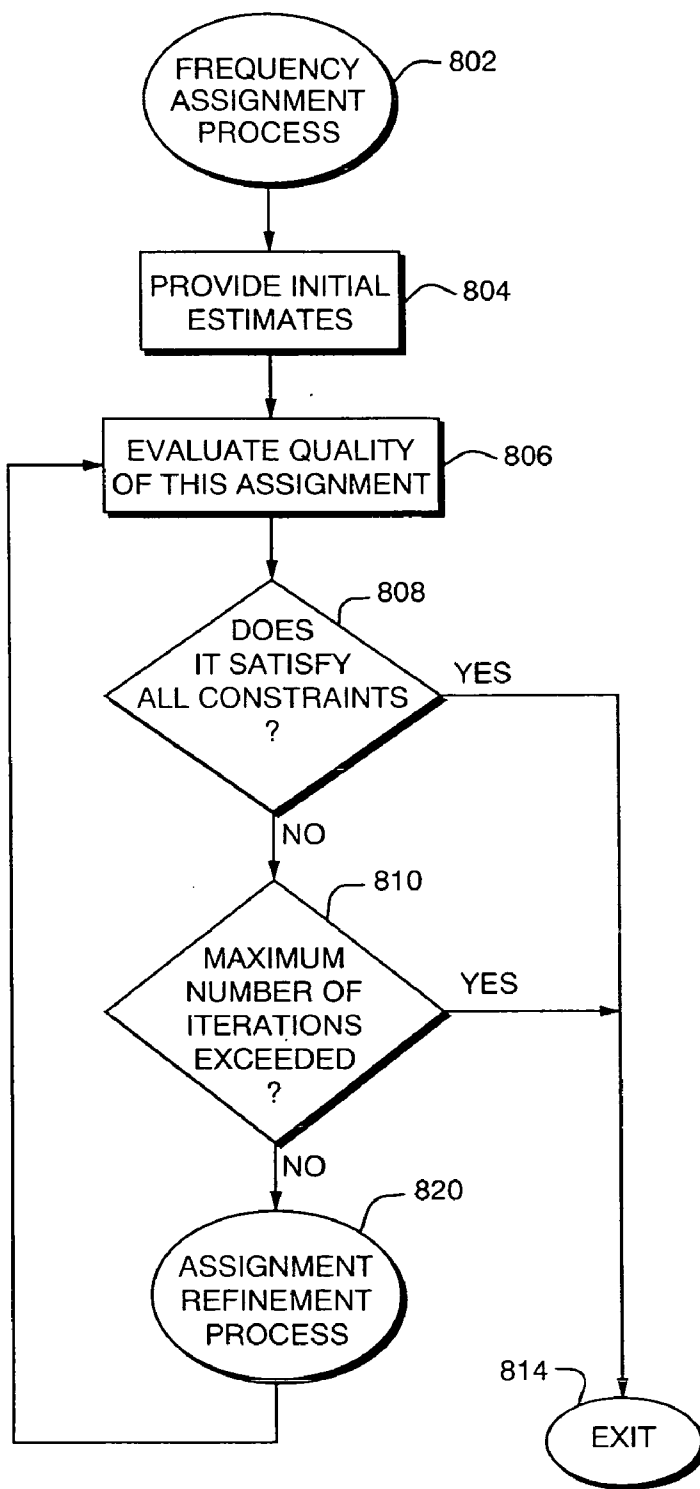 FREQUENCY
ASSIGNMENT
PROCESS
802
PROVIDE INITIAL
ESTIMATES
804
EVALUATE QUALITY
OF THIS ASSIGNMENT
806
808
DOES
IT SATISFY
ALL CONSTRAINTS
?
YES
NO
810
MAXIMUM
NUMBER OF
ITERATIONS
EXCEEDED
?
YES
NO
820
ASSIGNMENT
REFINEMENT
PROCESS
814
EXIT